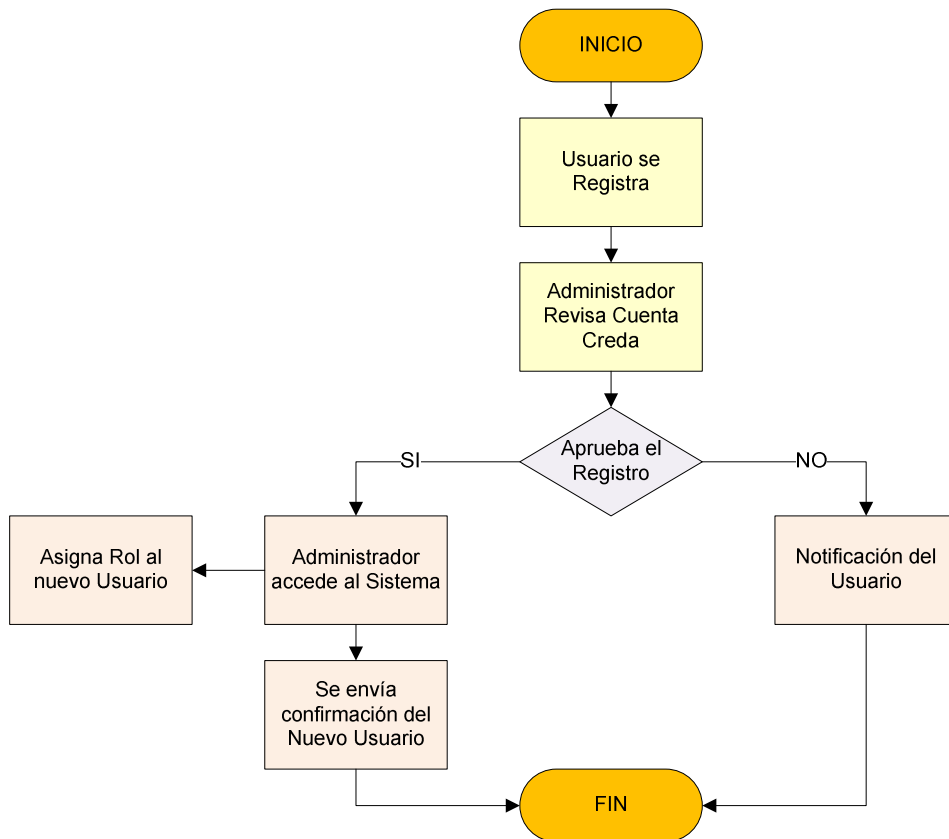 INICIO
Usuario se
Registra
Administrador
Revisa Cuenta
Creda
Aprueba el
Registro
SI
NO
Asigna Rol al
nuevo Usuario
Administrador
accede al Sistema
Notificación del
Usuario
Se envía
confirmación del
Nuevo Usuario
FIN